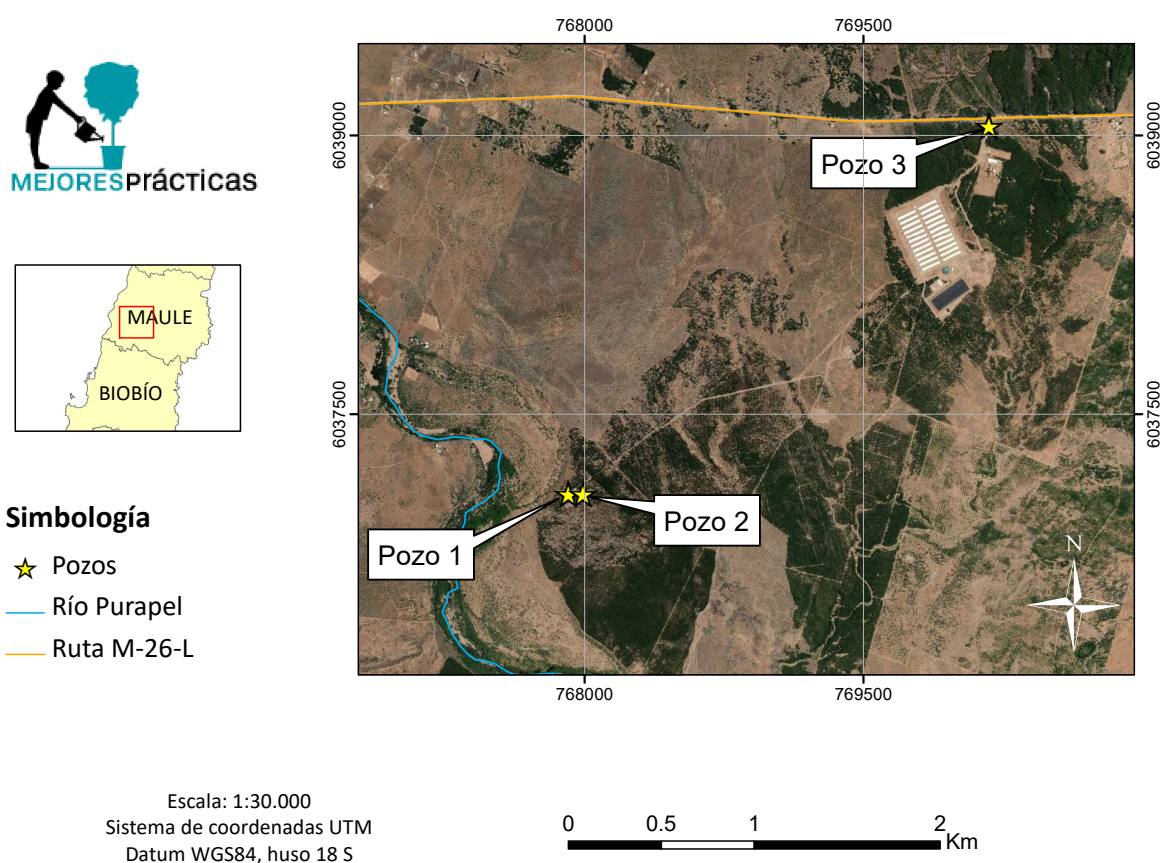 MEJORESPrácticas
MAULE
BIOBÍO
Simbología
Pozos
Río Purapel
Ruta M-26-L
768000
769500
6039000
6039000
Pozo 3
6037500
6037500
Pozo 1
Pozo 2
N
768000
769500
Escala: 1:30.000
Sistema de coordenadas UTM
Datum WGS84, huso 18 S
0 0.5 1 2
Km